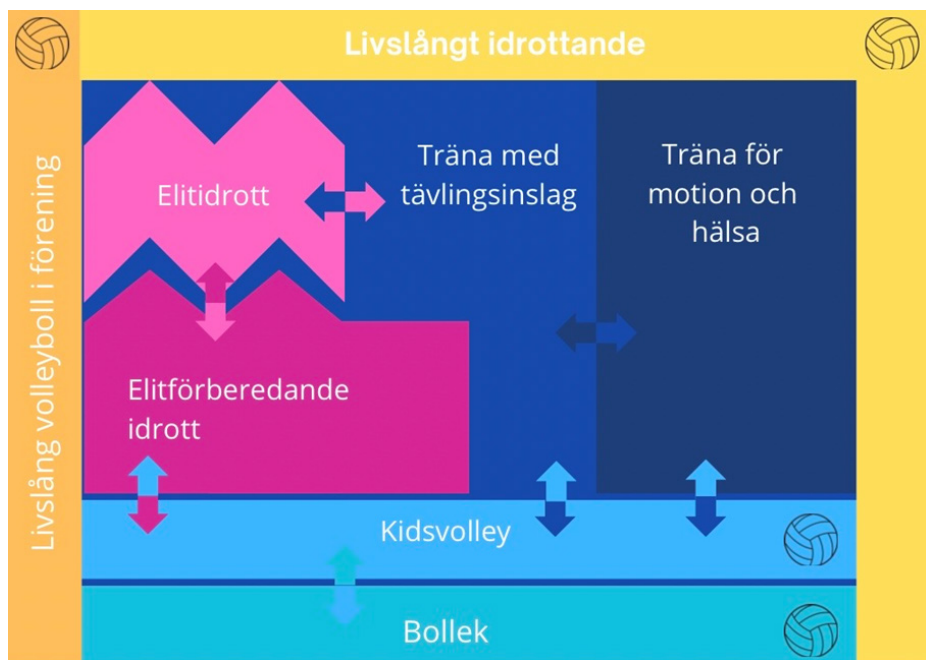 Livslångt idrottande
Livslång volleyboll i förening
Elitidrott
Träna med
tävlingsinslag
Träna för
motion och
hälsa
Elitförberedande
idrott
Kidsvolley
Bollek